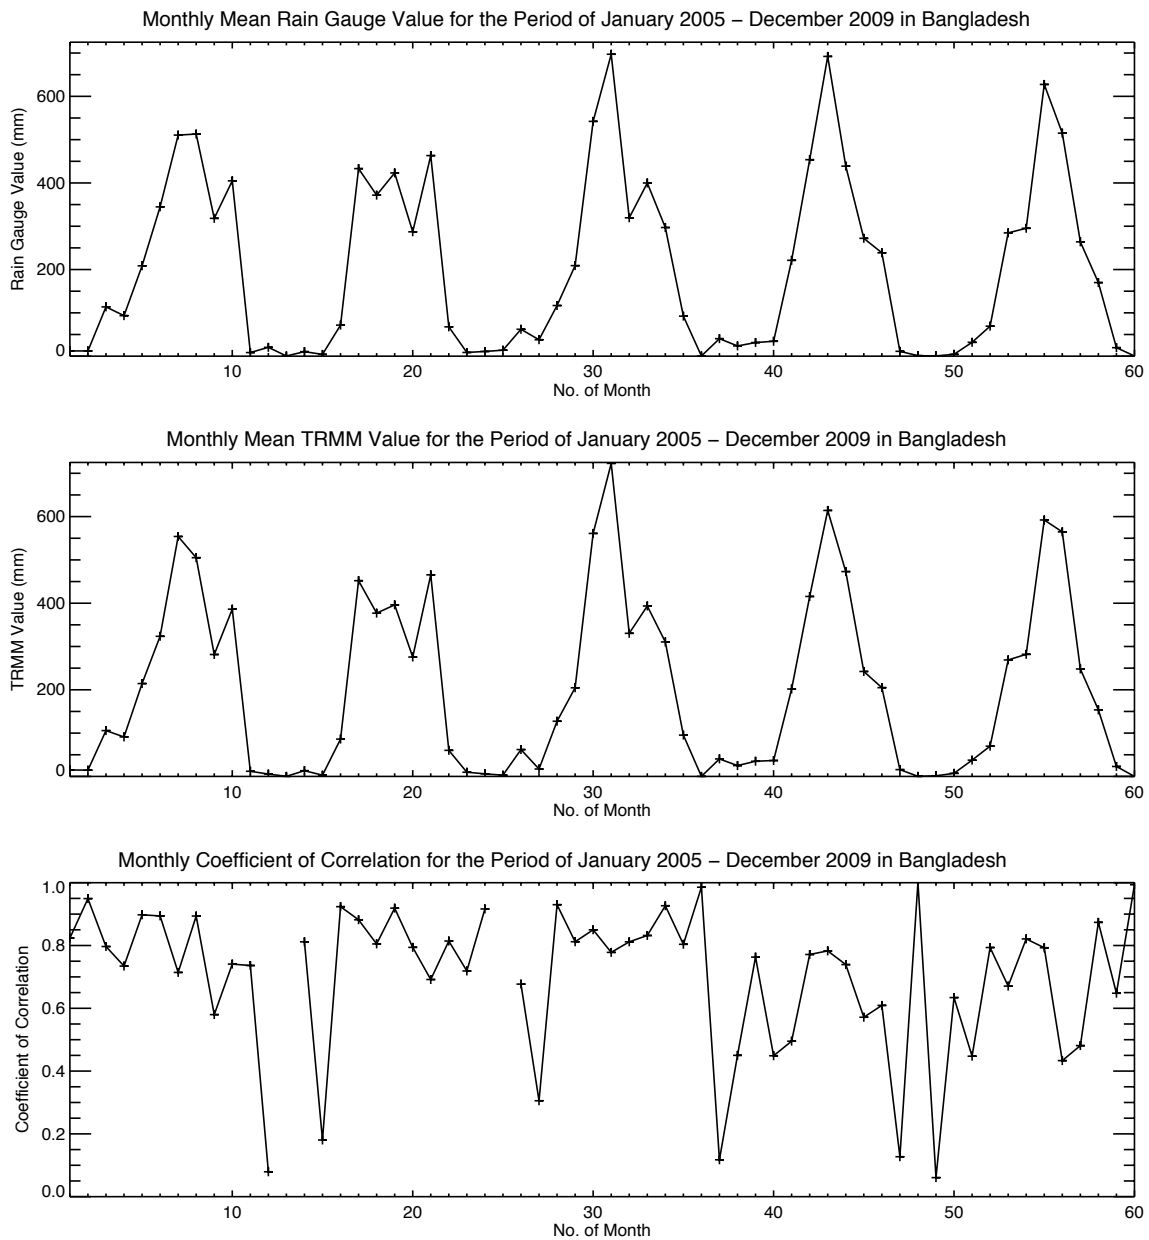 Monthly Mean Rain Gauge Value for the Period of January 2005 – December 2009 in Bangladesh
600
400
200
0
Rain Gauge Value (mm)
10 20 30 40 50 60
No. of Month
Monthly Mean TRMM Value for the Period of January 2005 – December 2009 in Bangladesh
600
400
200
0
TRMM Value (mm)
10 20 30 40 50 60
No. of Month
Monthly Coefficient of Correlation for the Period of January 2005 – December 2009 in Bangladesh
1.0
0.8
0.6
0.4
0.2
0.0
Coefficient of Correlation
10 20 30 40 50 60
No. of Month